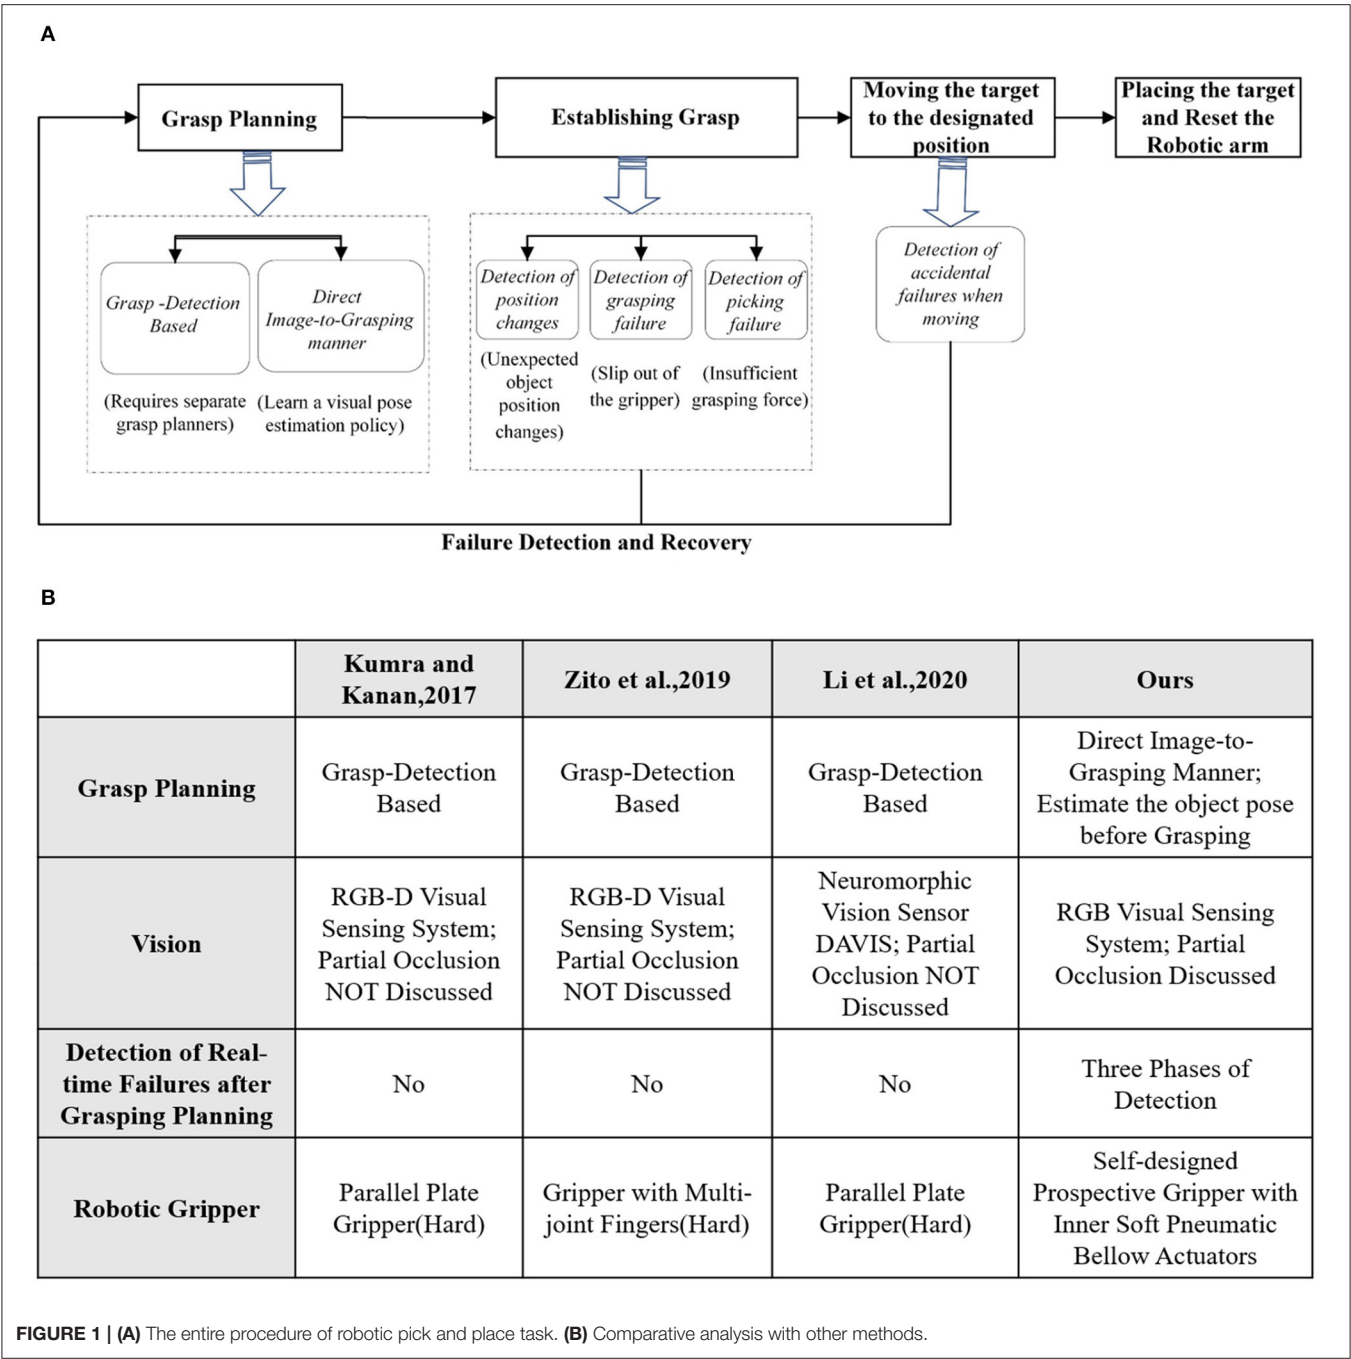 A
Grasp Planning
Establishing Grasp
Moving the target
to the designated
position
Placing the target
and Reset the
Robotic arm
Grasp -Detection
Based
(Requires separate
grasp planners)
Direct
Image-to-Grasping
manner
(Learn a visual pose
estimation policy)
Detection of
position
changes
(Unexpected
object
position
changes)
Detection of
grasping
failure
(Slip out of
the gripper)
Detection of
picking
failure
(Insufficient
grasping force)
Detection of
accidental
failures when
moving
Failure Detection and Recovery
B
Kumra and
Kanan,2017
Zito et al.,2019
Li et al.,2020
Ours
Grasp Planning
Grasp-Detection
Based
Grasp-Detection
Based
Grasp-Detection
Based
Direct Image-to-
Grasping Manner;
Estimate the object pose
before Grasping
Vision
RGB-D Visual
Sensing System;
Partial Occlusion
NOT Discussed
RGB-D Visual
Sensing System;
Partial Occlusion
NOT Discussed
Neuromorphic
Vision Sensor
DAVIS; Partial
Occlusion NOT
Discussed
RGB Visual Sensing
System; Partial
Occlusion Discussed
Detection of Real-
time Failures after
Grasping Planning
No
No
No
Three Phases of
Detection
Robotic Gripper
Parallel Plate
Gripper(Hard)
Gripper with Multi-
joint Fingers(Hard)
Parallel Plate
Gripper(Hard)
Self-designed
Prospective Gripper with
Inner Soft Pneumatic
Bellow Actuators
FIGURE 1 | (A) The entire procedure of robotic pick and place task. (B) Comparative analysis with other methods.